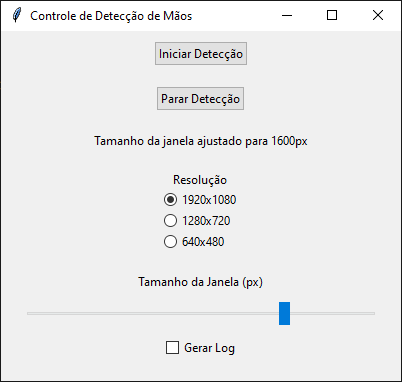 Controle de Detecção de Mãos
Iniciar Detecção
Parar Detecção
Tamanho da janela ajustado para 1600px
Resolução
1920x1080
1280x720
640x480
Tamanho da Janela (px)
Gerar Log